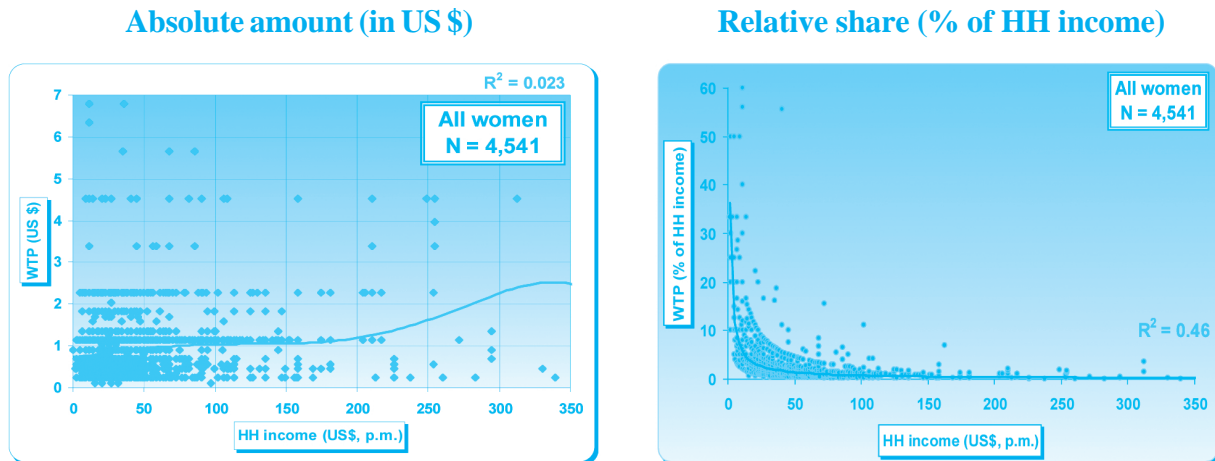 Absolute amount (in US $)
R² = 0.023
All women
N = 4,541
WTP (US $)
7
6
5
4
3
2
1
0
0 50 100 150 200 250 300 350
HH income (US$, p.m.)
Relative share (% of HH income)
All women
N = 4,541
WTP (% of HH income)
60
50
40
30
20
10
0
R² = 0.46
0 50 100 150 200 250 300 350
HH income (US$, p.m.)